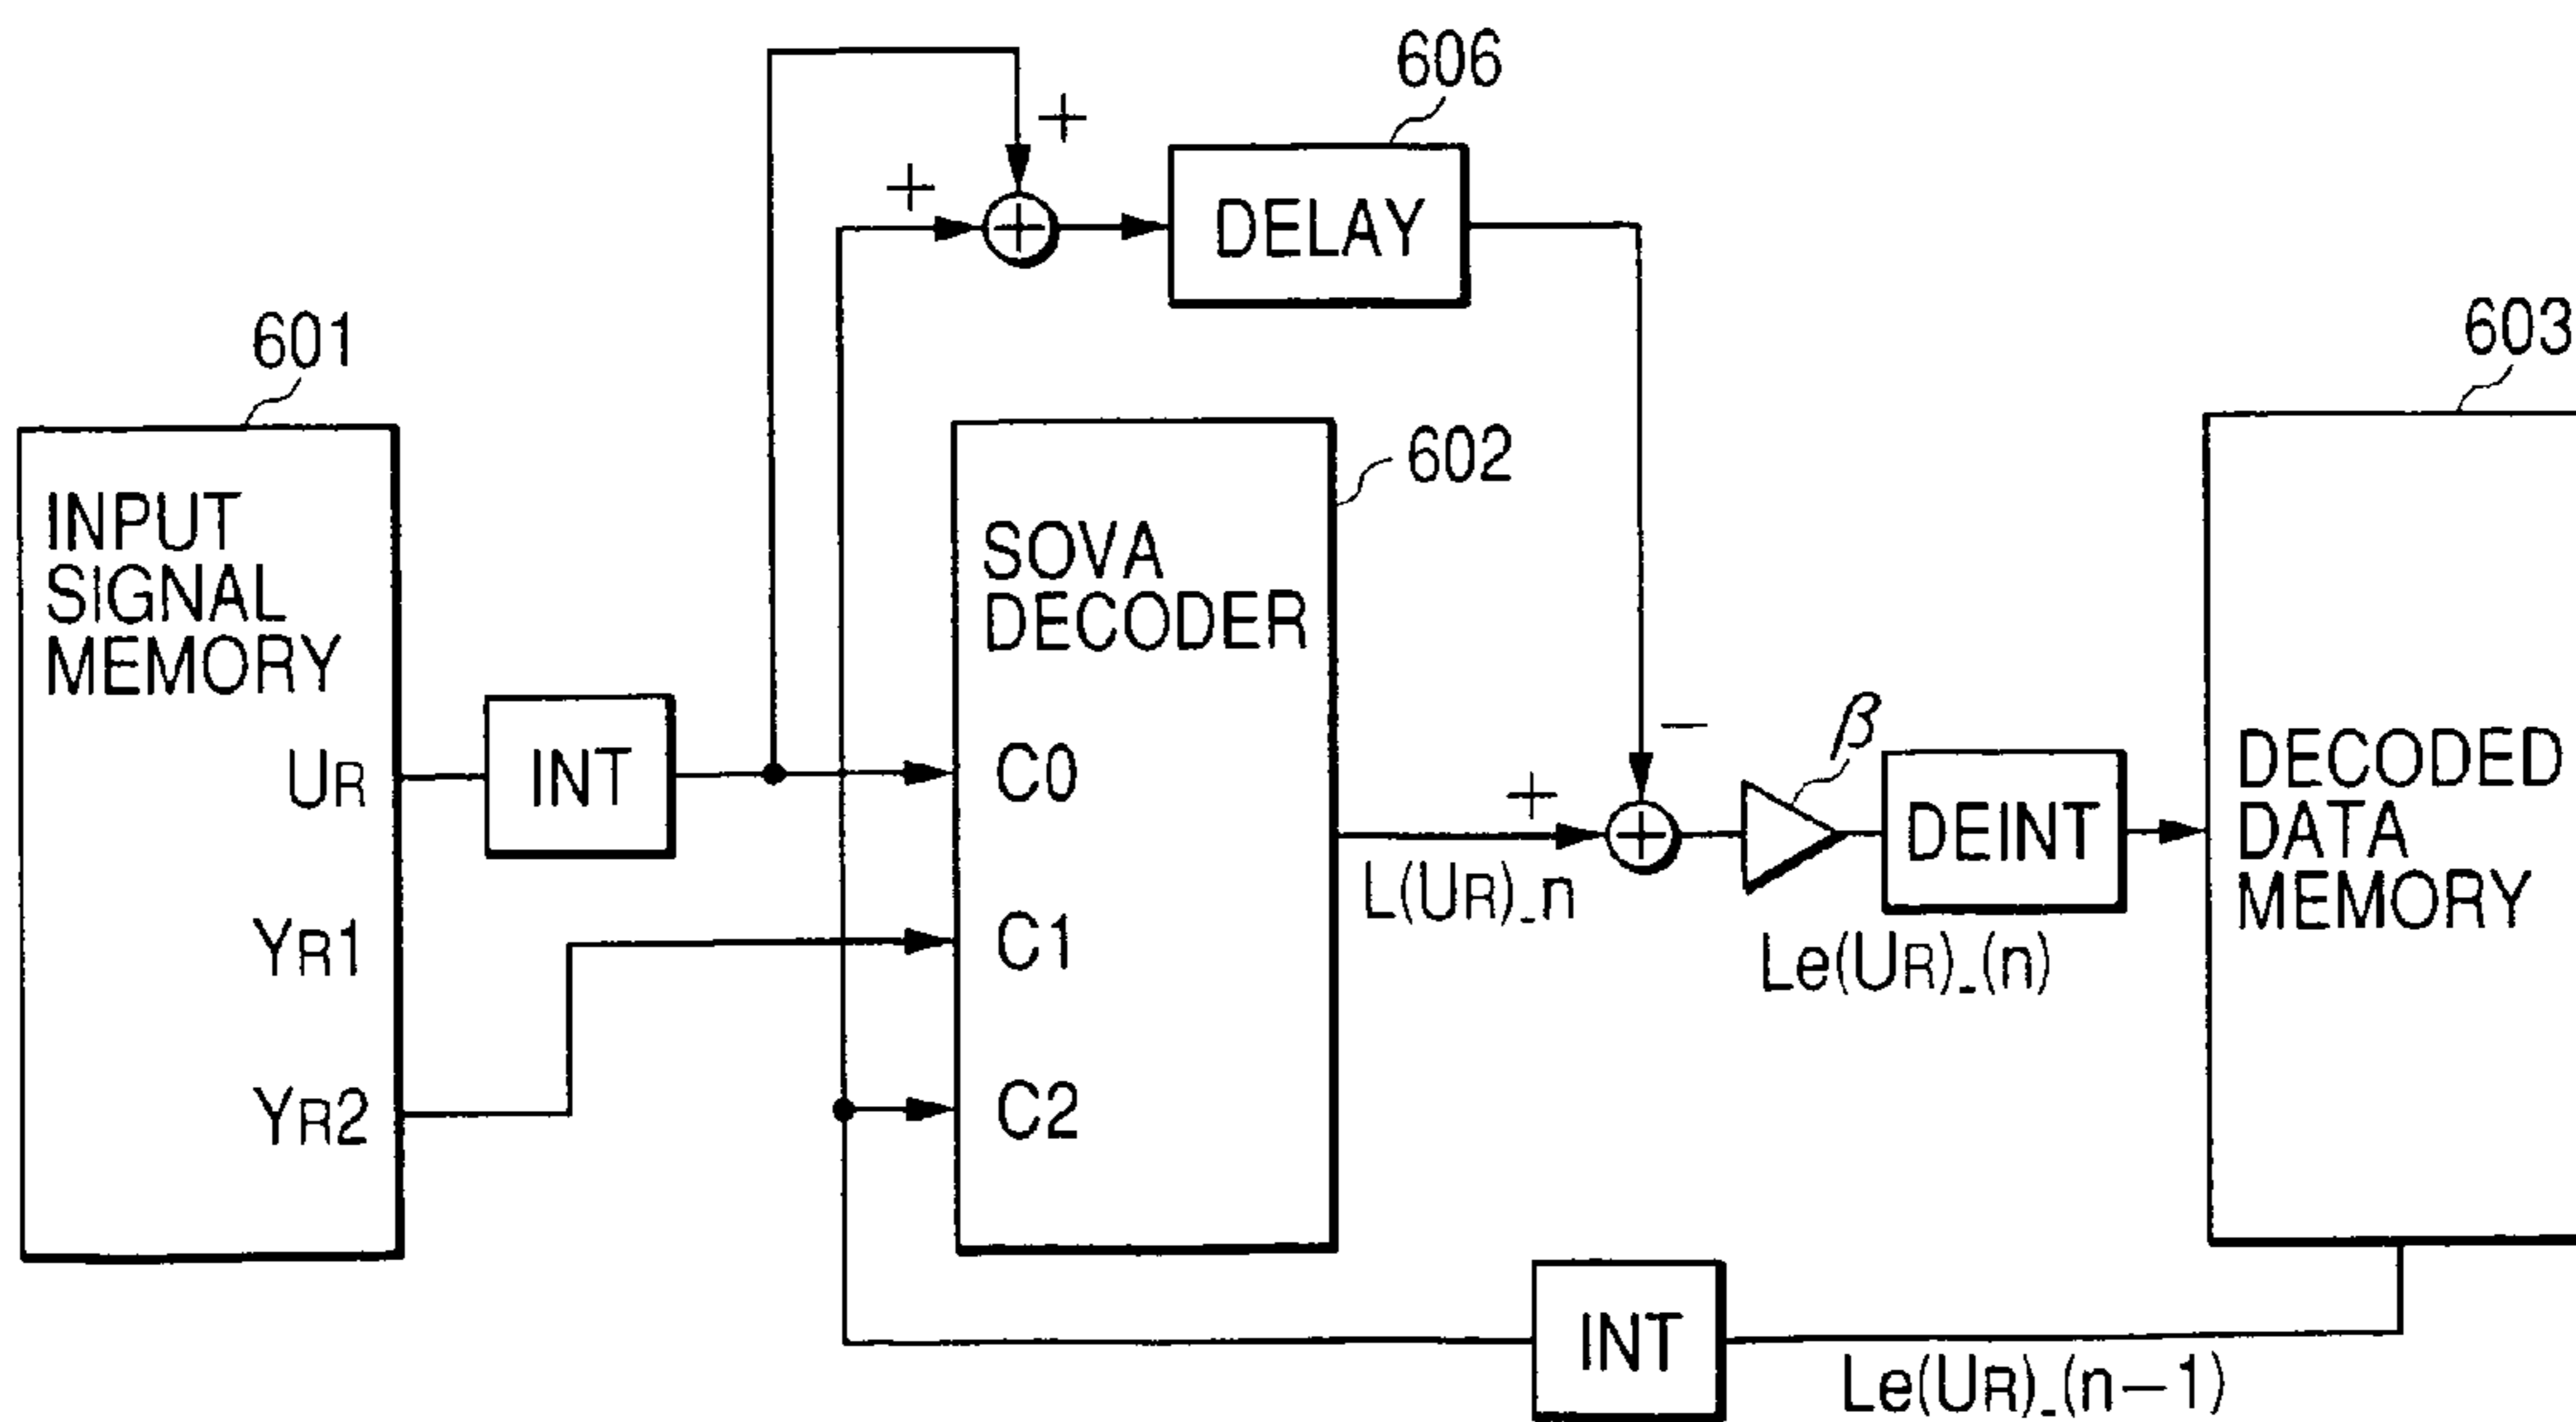 606
+
+
DELAY
601
603
INPUT
SIGNAL
MEMORY
602
SOVA
DECODER
UR
INT
C0
−
β
+
DEINT
DECODED
DATA
MEMORY
L(UR)_n
YR1
C1
Le(UR)_(n)
YR2
C2
INT
Le(UR)_(n−1)